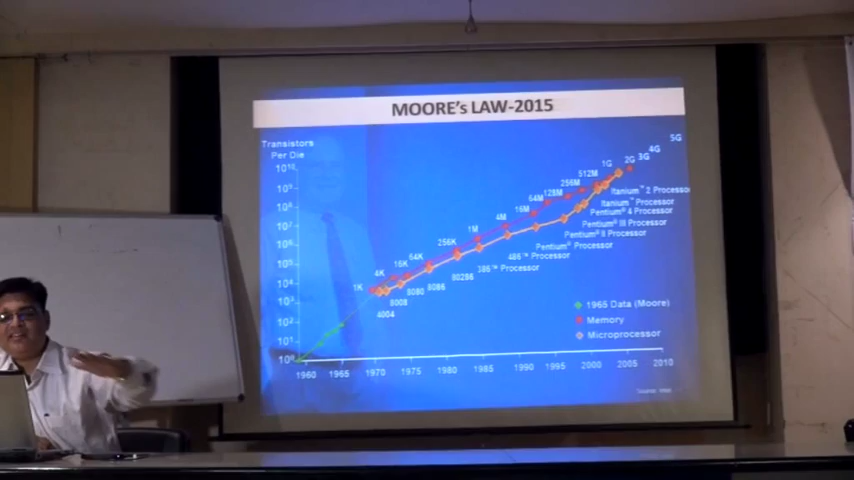 MOORE's LAW-2015
Transistors
Per Die
10¹⁰
10⁹
10⁸
10⁷
10⁶
10⁵
10⁴
10³
10²
10¹
10⁰
1960 1965 1970 1975 1980 1985 1990 1995 2000 2005 2010
1K
4K
16K
64K
256K
1M
4M
16M
64M
128M
256M
512M
1G
2G
3G
4G
5G
4004
8008
8080
8086
80286
386™ Processor
486™ Processor
Pentium® Processor
Pentium® II Processor
Pentium® III Processor
Pentium® 4 Processor
Itanium™ Processor
Itanium™ 2 Processor
1965 Data (Moore)
Memory
Microprocessor